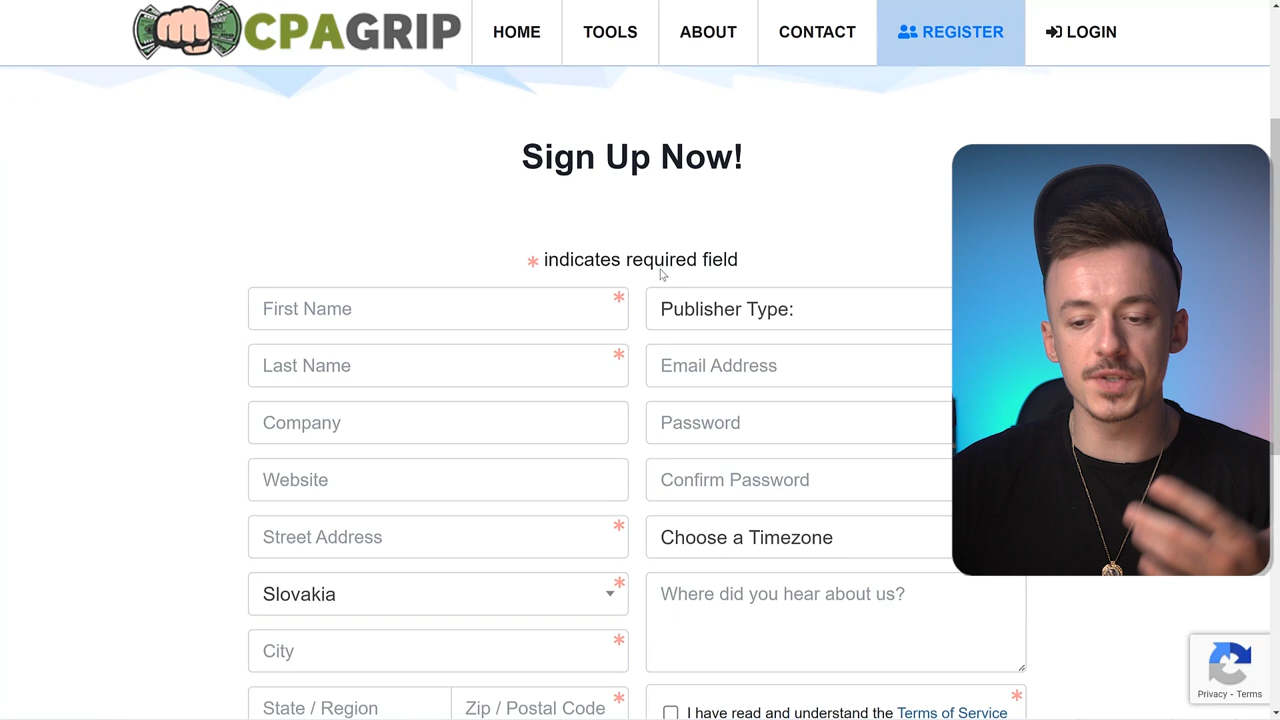 CPAGRIP
HOME
TOOLS
ABOUT
CONTACT
REGISTER
LOGIN
Sign Up Now!
* indicates required field
First Name *
Publisher Type:
Last Name *
Email Address
Company
Password
Website
Confirm Password
Street Address *
Choose a Timezone
Slovakia *
Where did you hear about us?
City *
State / Region
Zip / Postal Code *
I have read and understand the Terms of Service *
Privacy - Terms